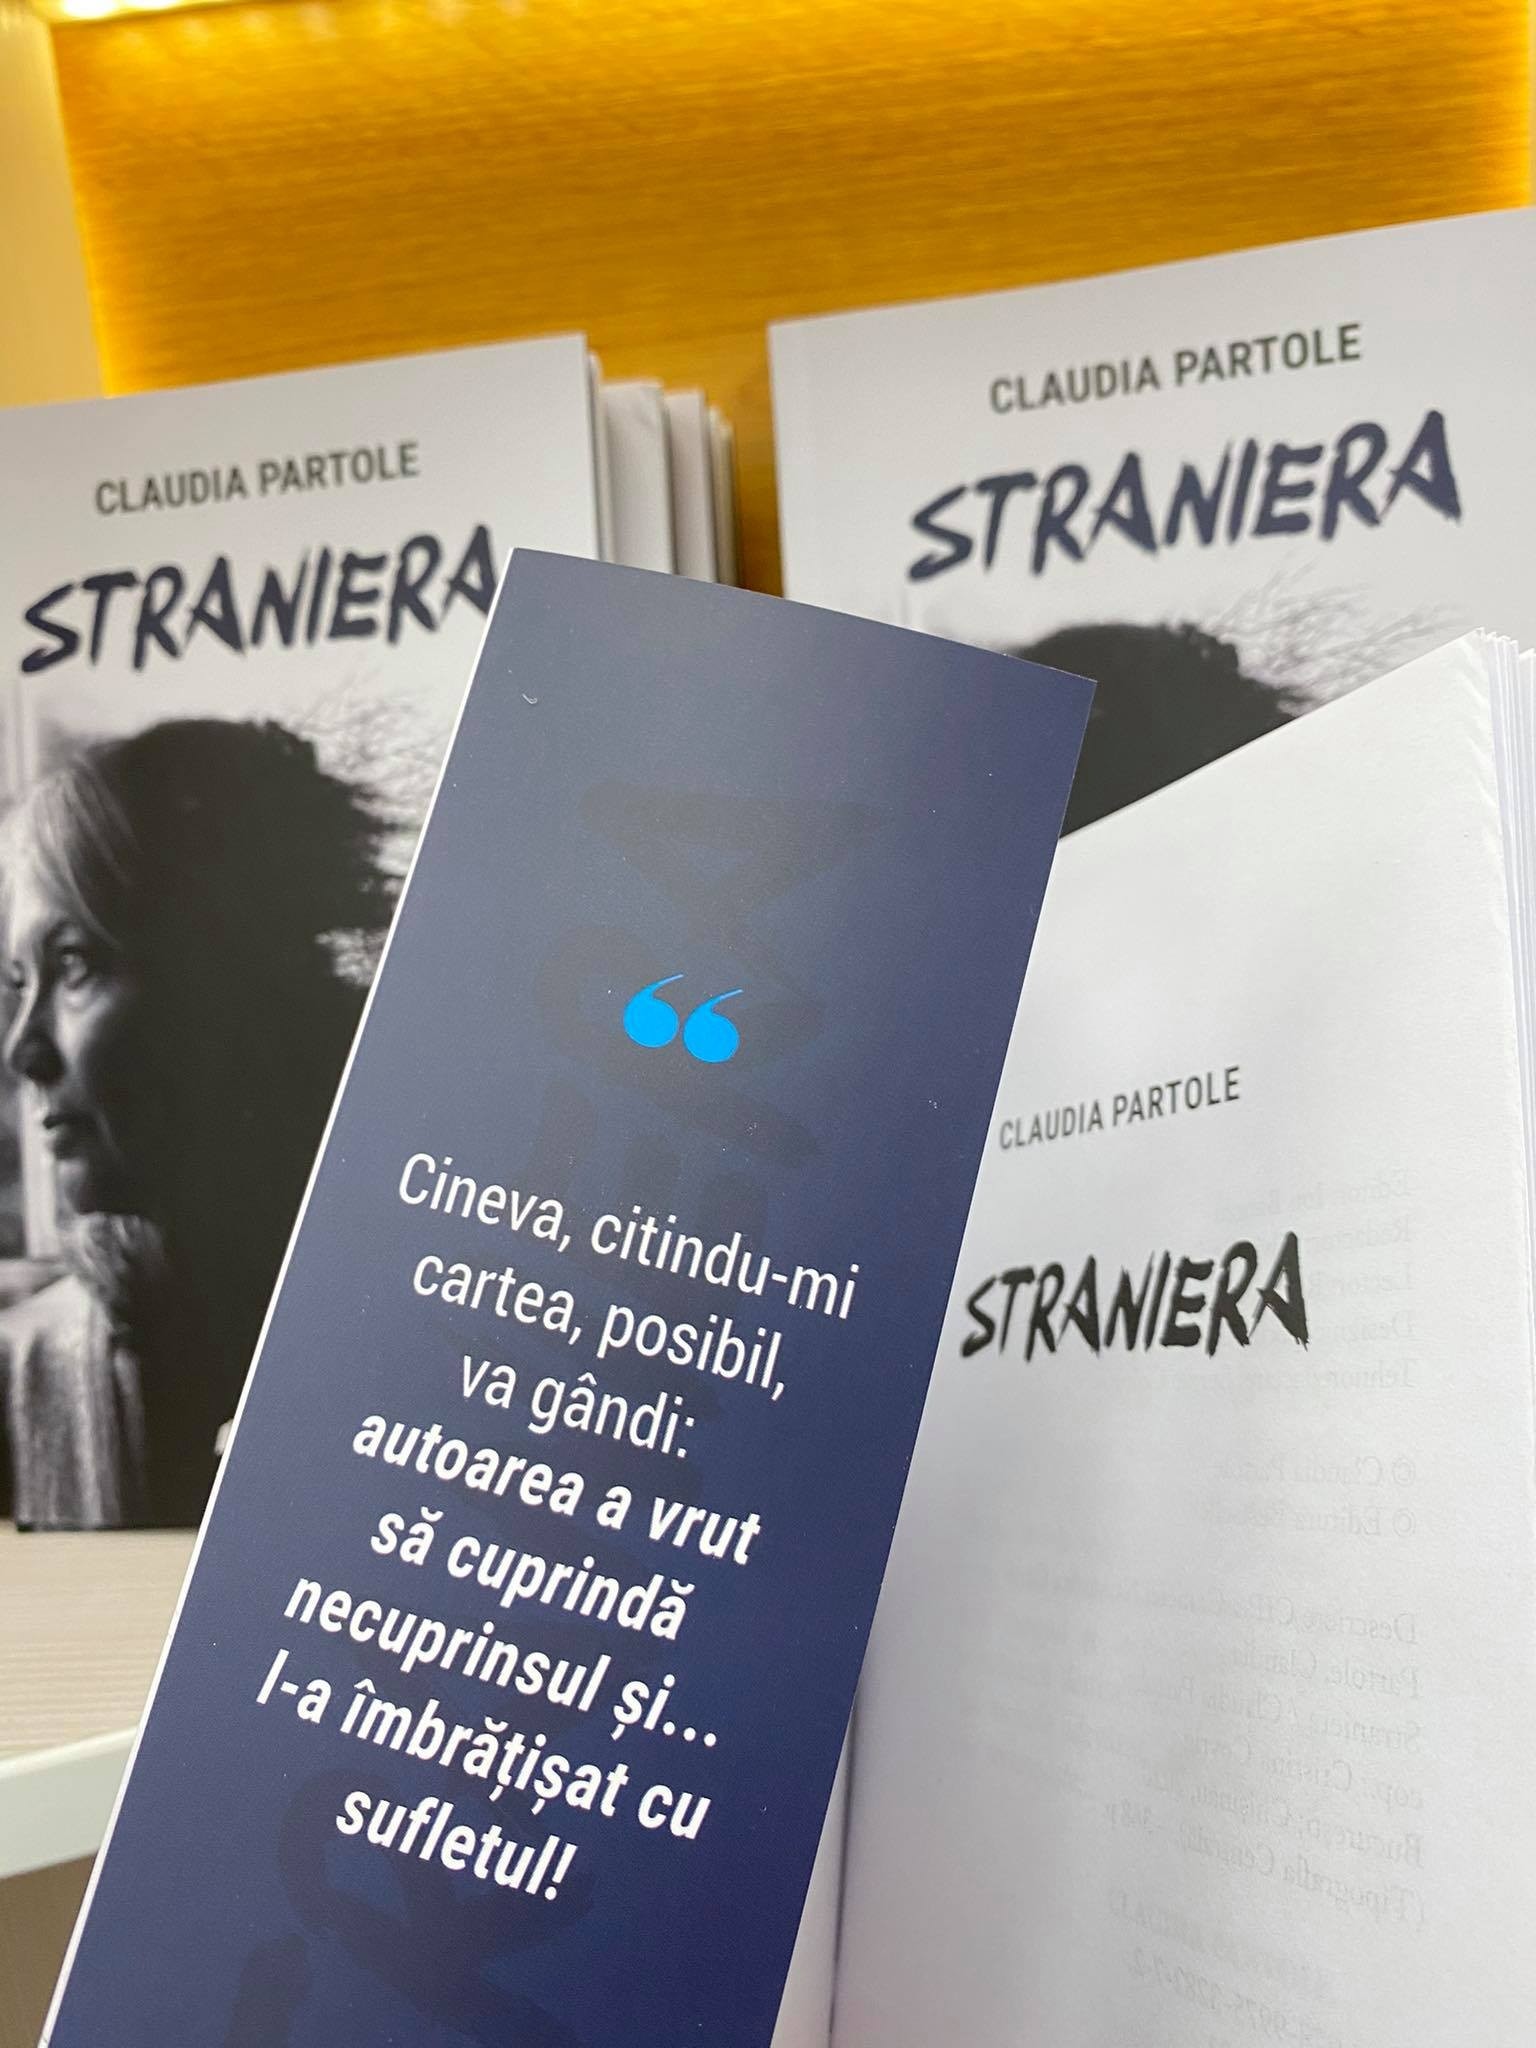 CLAUDIA PARTOLE
STRANIERA
CLAUDIA PARTOLE
STRANIERA
“
Cineva, citindu-mi
cartea, posibil,
va gândi:
autoarea a vrut
să cuprindă
necuprinsul și...
l-a îmbrățișat cu
sufletul!
CLAUDIA PARTOLE
STRANIERA